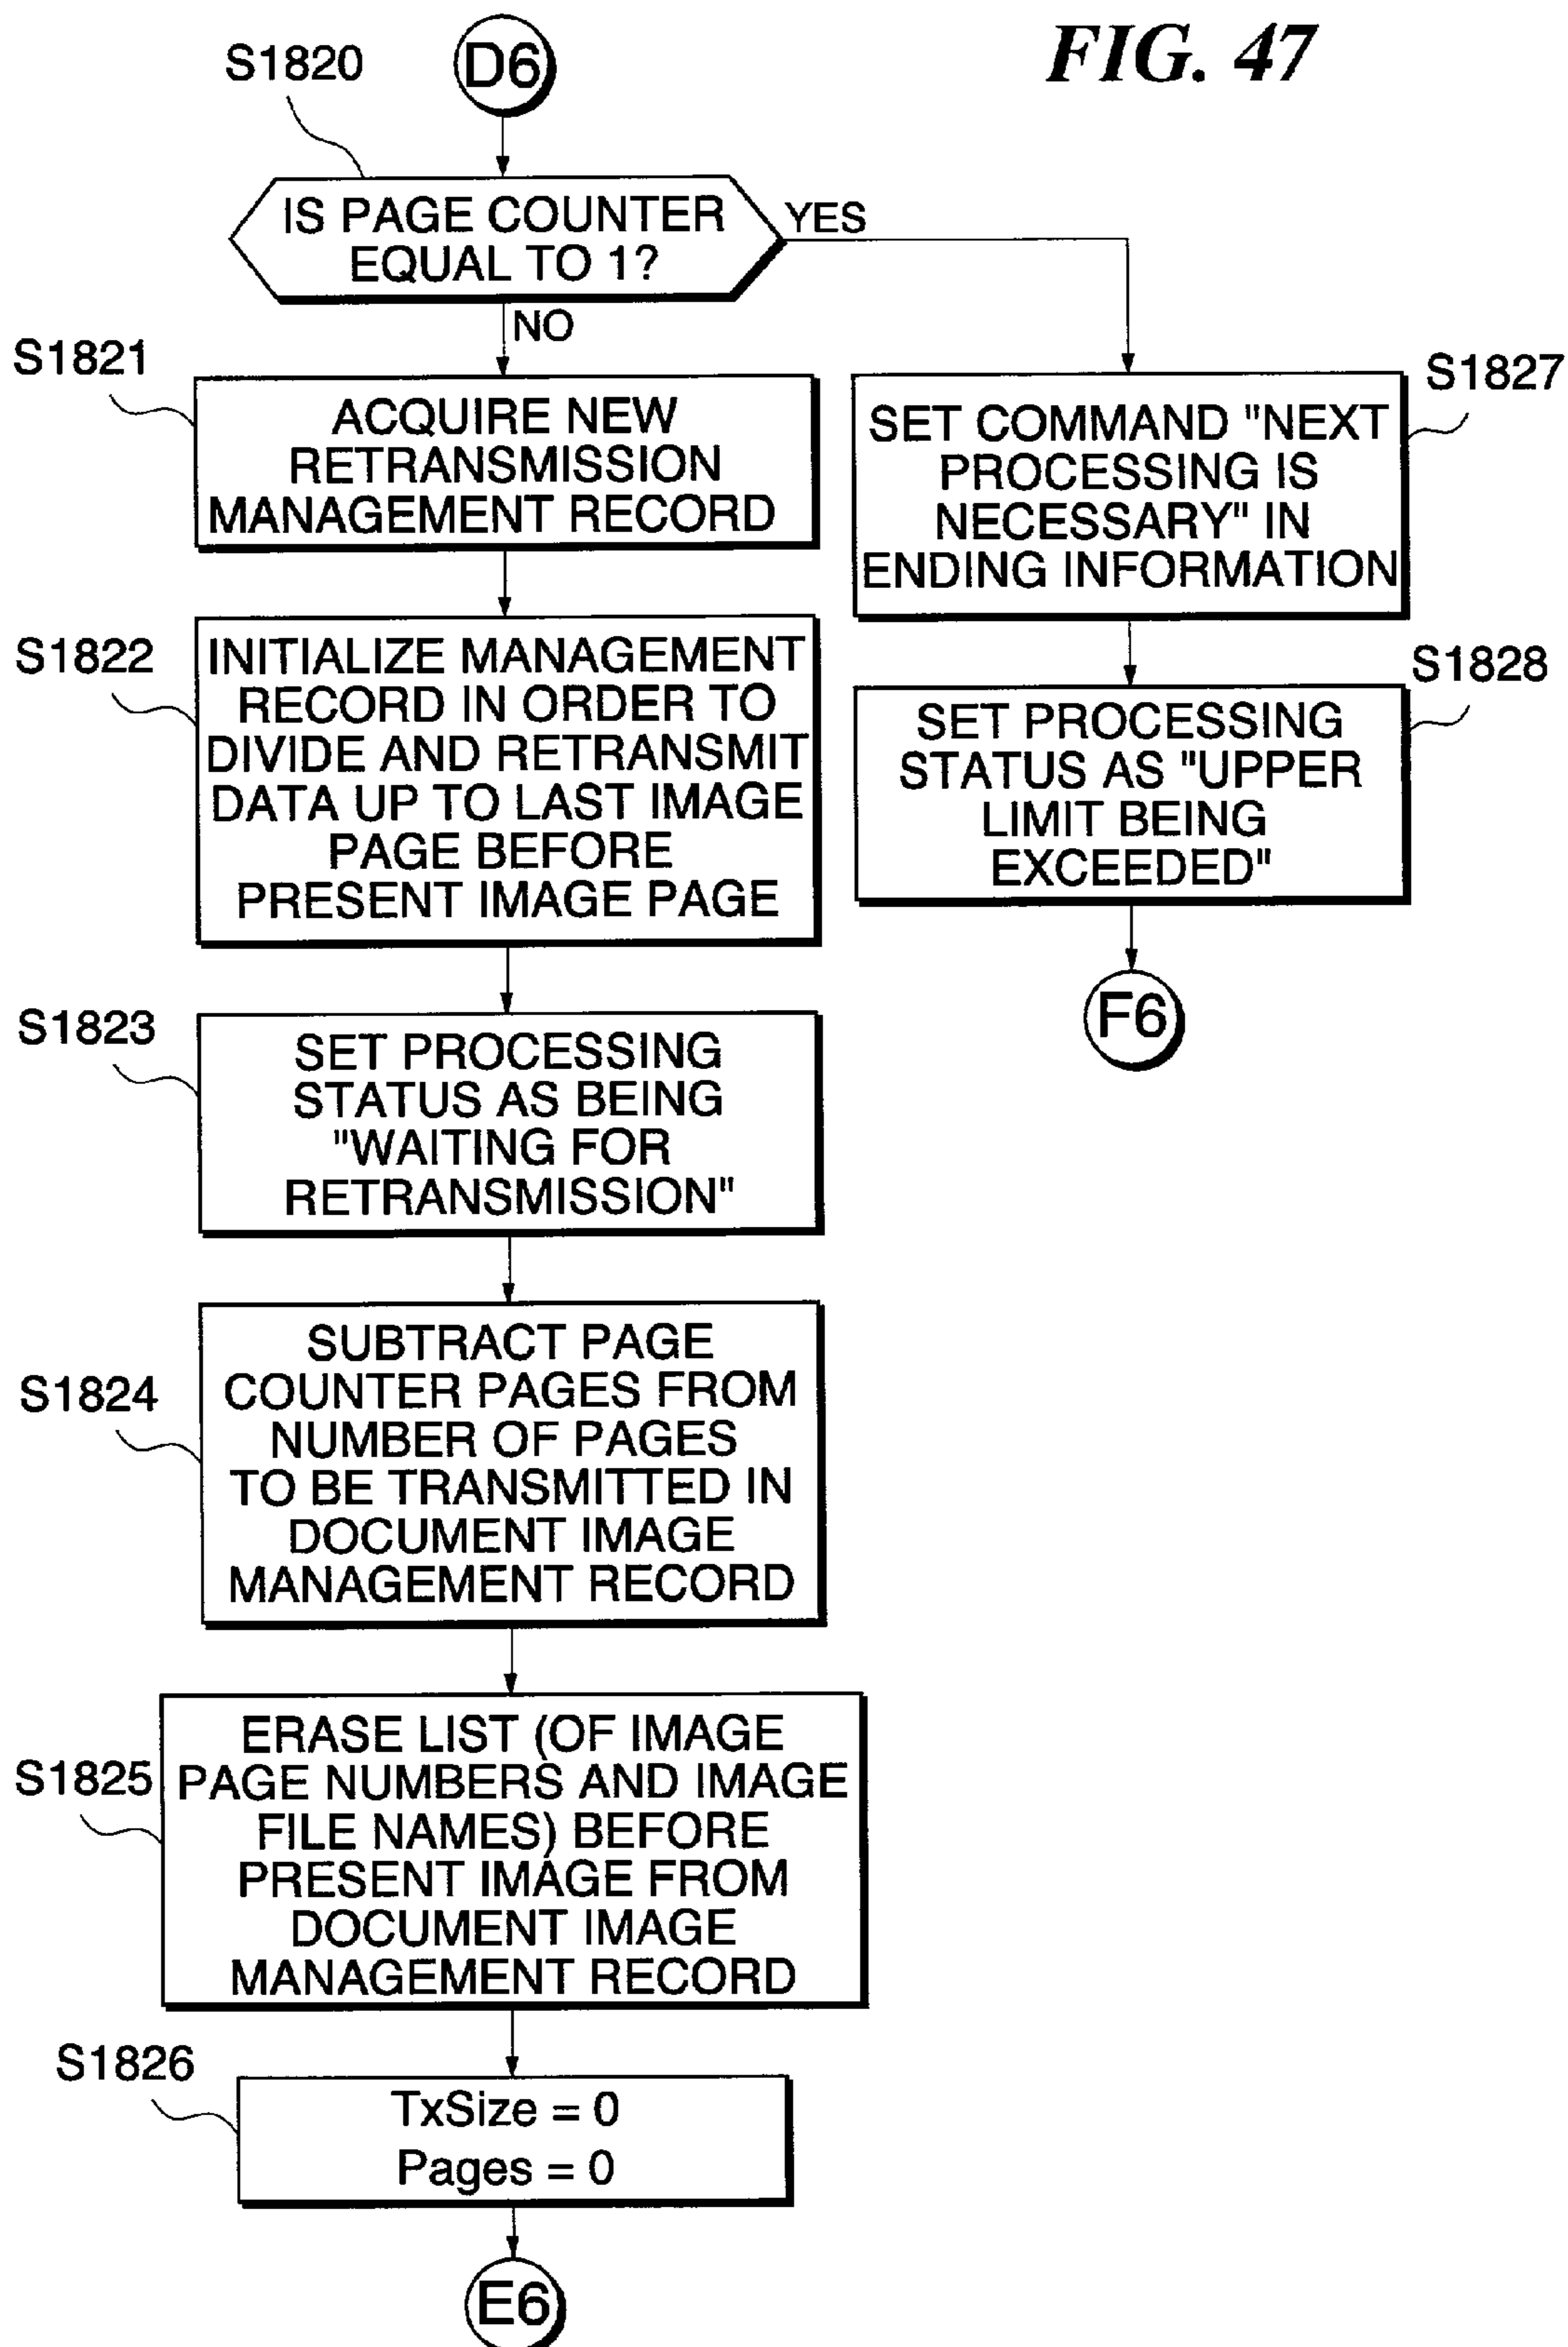 FIG. 47
D6
S1820
IS PAGE COUNTER
EQUAL TO 1?
YES
NO
S1821
ACQUIRE NEW
RETRANSMISSION
MANAGEMENT RECORD
S1822
INITIALIZE MANAGEMENT
RECORD IN ORDER TO
DIVIDE AND RETRANSMIT
DATA UP TO LAST IMAGE
PAGE BEFORE
PRESENT IMAGE PAGE
S1823
SET PROCESSING
STATUS AS BEING
"WAITING FOR
RETRANSMISSION"
S1824
SUBTRACT PAGE
COUNTER PAGES FROM
NUMBER OF PAGES
TO BE TRANSMITTED IN
DOCUMENT IMAGE
MANAGEMENT RECORD
S1825
ERASE LIST (OF IMAGE
PAGE NUMBERS AND IMAGE
FILE NAMES) BEFORE
PRESENT IMAGE FROM
DOCUMENT IMAGE
MANAGEMENT RECORD
S1826
TxSize = 0
Pages = 0
E6
S1827
SET COMMAND "NEXT
PROCESSING IS
NECESSARY" IN
ENDING INFORMATION
S1828
SET PROCESSING
STATUS AS "UPPER
LIMIT BEING
EXCEEDED"
F6